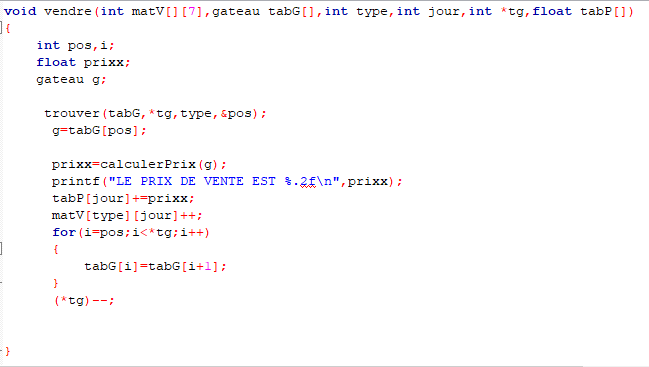 void vendre(int matV[][7],gateau tabG[],int type,int jour,int *tg,float tabP[])
{
int pos,i;
float prixx;
gateau g;
trouver(tabG,*tg,type,&pos);
g=tabG[pos];
prixx=calculerPrix(g);
printf("LE PRIX DE VENTE EST %.2f\n",prixx);
tabP[jour]+=prixx;
matV[type][jour]++;
for(i=pos;i<*tg;i++)
{
tabG[i]=tabG[i+1];
}
(*tg)--;
}